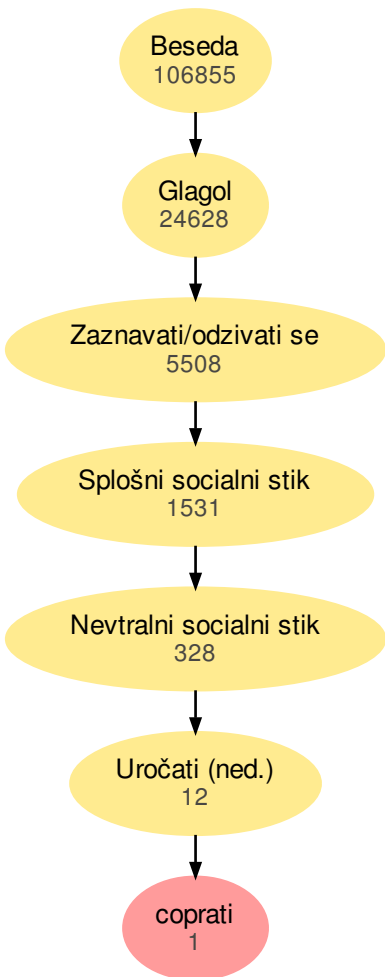 Beseda
106855
Glagol
24628
Zaznavati/odzivati se
5508
Splošni socialni stik
1531
Nevtralni socialni stik
328
Uročati (ned.)
12
coprati
1